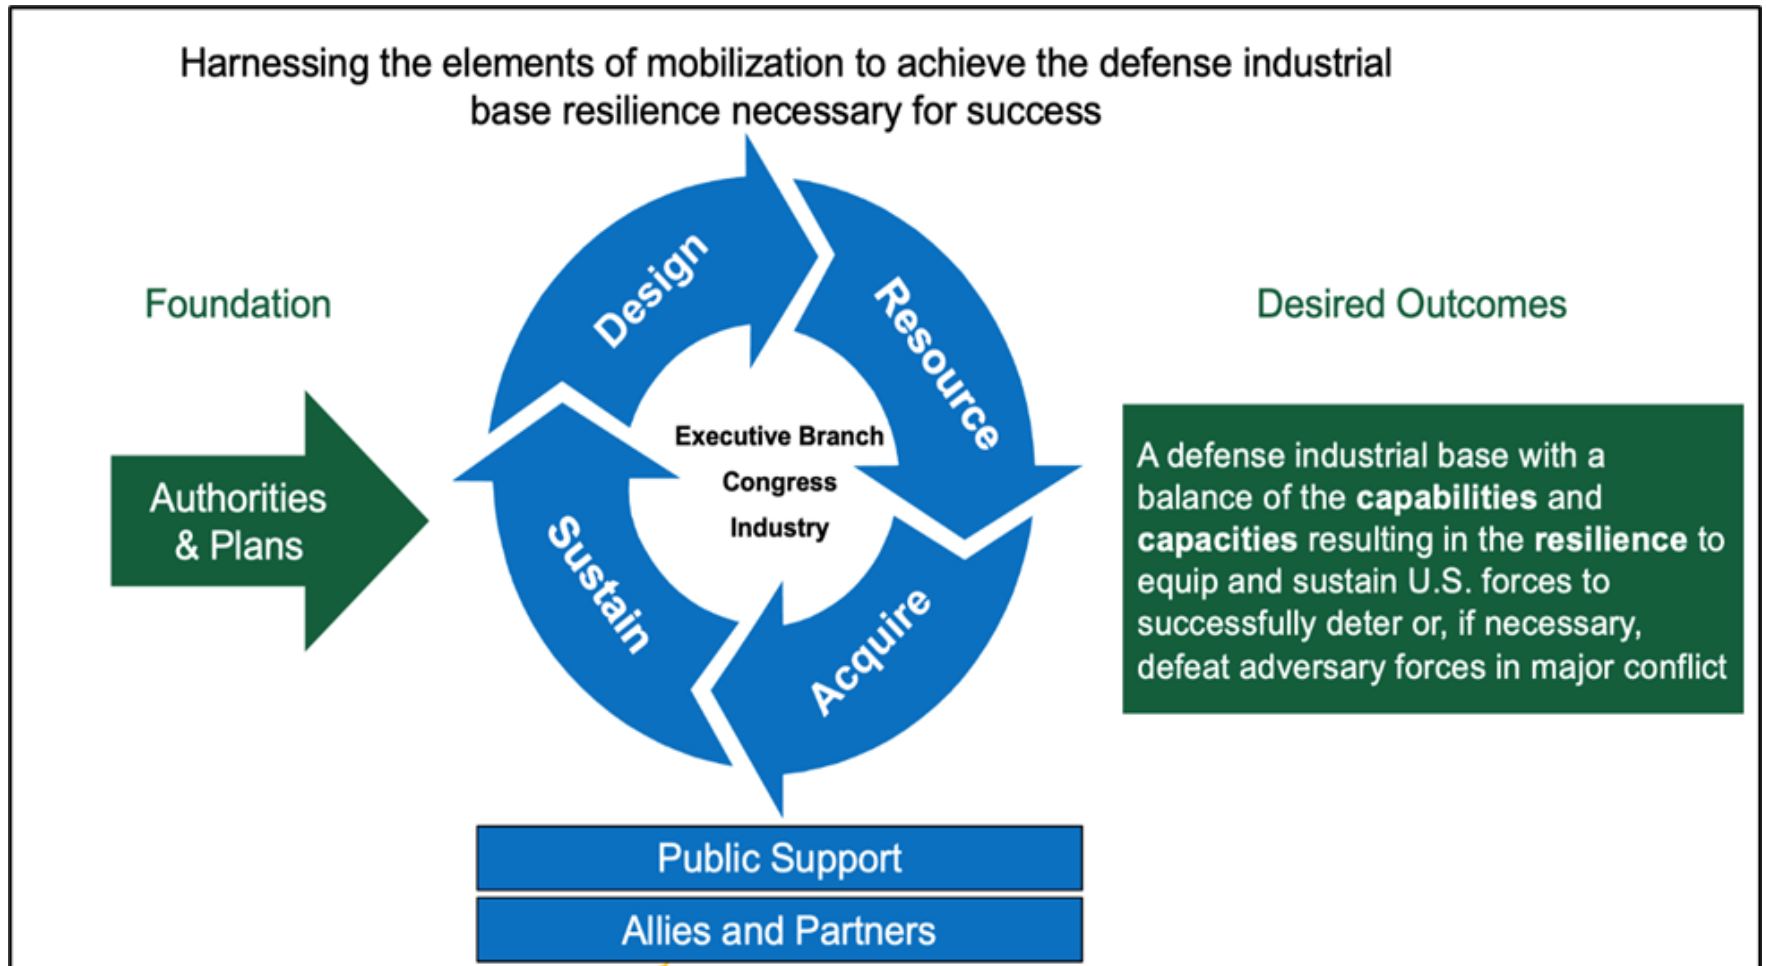 Harnessing the elements of mobilization to achieve the defense industrial
base resilience necessary for success
Foundation
Authorities
& Plans
Design
Resource
Acquire
Sustain
Executive Branch
Congress
Industry
Desired Outcomes
A defense industrial base with a
balance of the capabilities and
capacities resulting in the resilience to
equip and sustain U.S. forces to
successfully deter or, if necessary,
defeat adversary forces in major conflict
Public Support
Allies and Partners